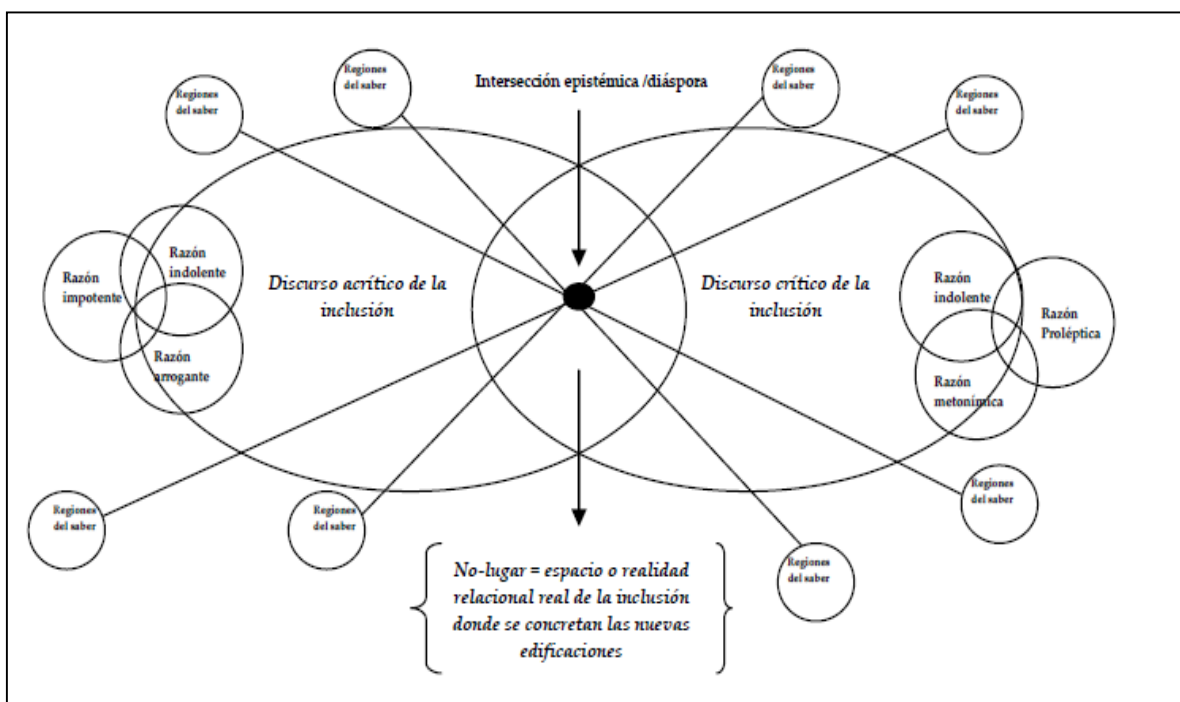 Regiones
del saber
Regiones
del saber
Intersección epistémica /diáspora
Regiones
del saber
Regiones
del saber
Razón
impotente
Razón
indolente
Razón
arrogante
Discurso acrítico de la
inclusión
Discurso crítico de la
inclusión
Razón
indolente
Razón
Proléptica
Razón
metonímica
Regiones
del saber
Regiones
del saber
Regiones
del saber
Regiones
del saber
No-lugar = espacio o realidad
relacional real de la inclusión
donde se concretan las nuevas
edificaciones